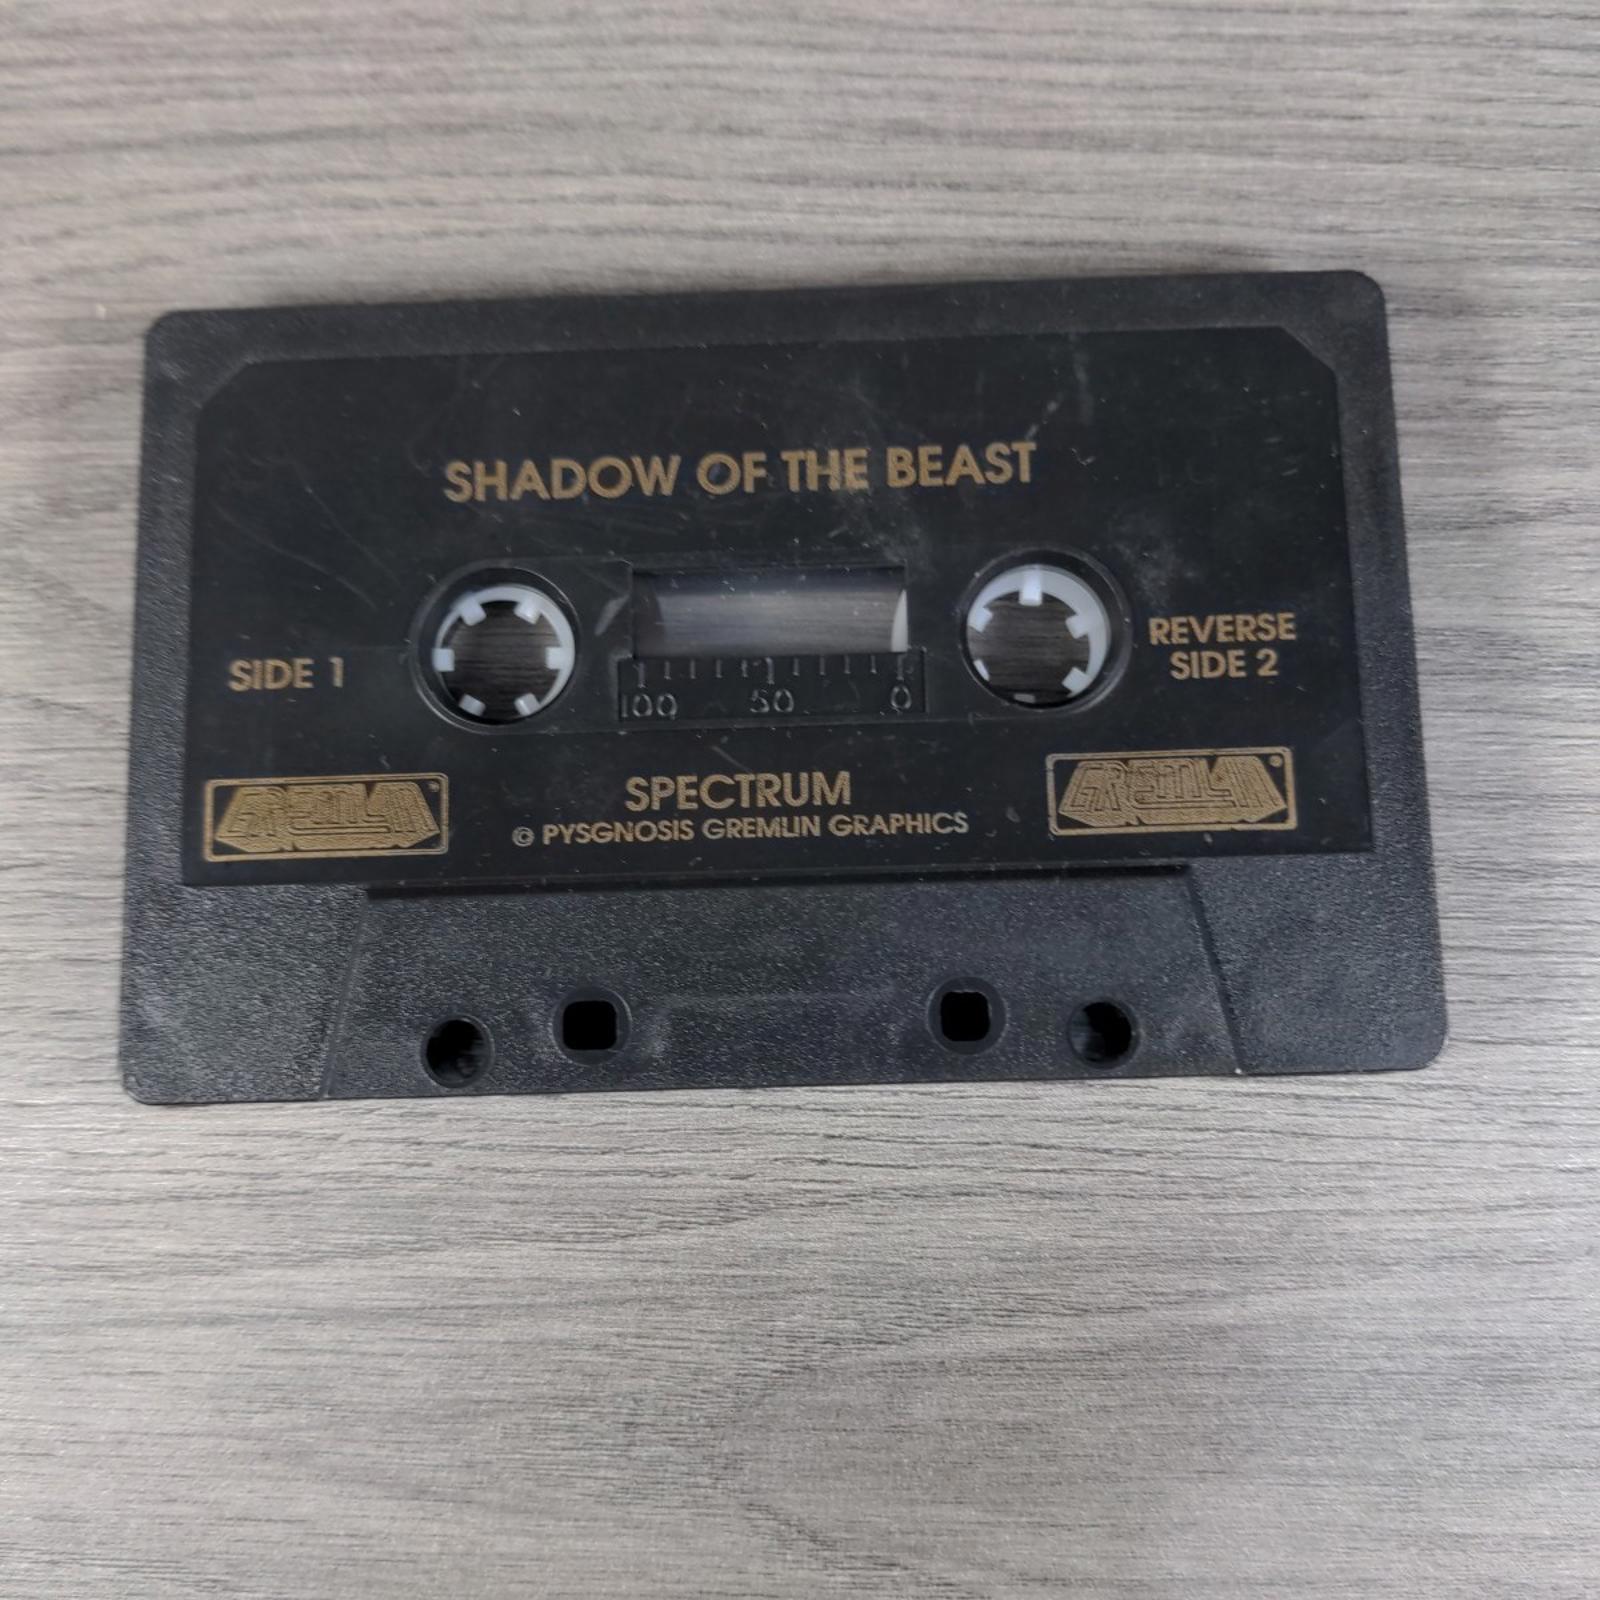 SHADOW OF THE BEAST
SIDE 1
REVERSE
SIDE 2
100 50 0
GREMLIN
SPECTRUM
GREMLIN
© PYSGNOSIS GREMLIN GRAPHICS